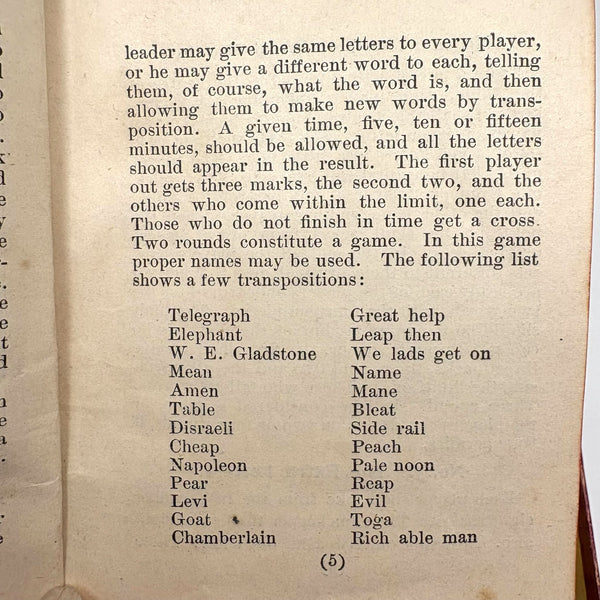 leader may give the same letters to every player,
or he may give a different word to each, telling
them, of course, what the word is, and then
allowing them to make new words by trans-
position. A given time, five, ten or fifteen
minutes, should be allowed, and all the letters
should appear in the result. The first player
out gets three marks, the second two, and the
others who come within the limit, one each.
Those who do not finish in time get a cross.
Two rounds constitute a game. In this game
proper names may be used. The following list
shows a few transpositions:
Telegraph Great help
Elephant Leap then
W. E. Gladstone We lads get on
Mean Name
Amen Mane
Table Bleat
Disraeli Side rail
Cheap Peach
Napoleon Pale noon
Pear Reap
Levi Evil
Goat Toga
Chamberlain Rich able man
(5)